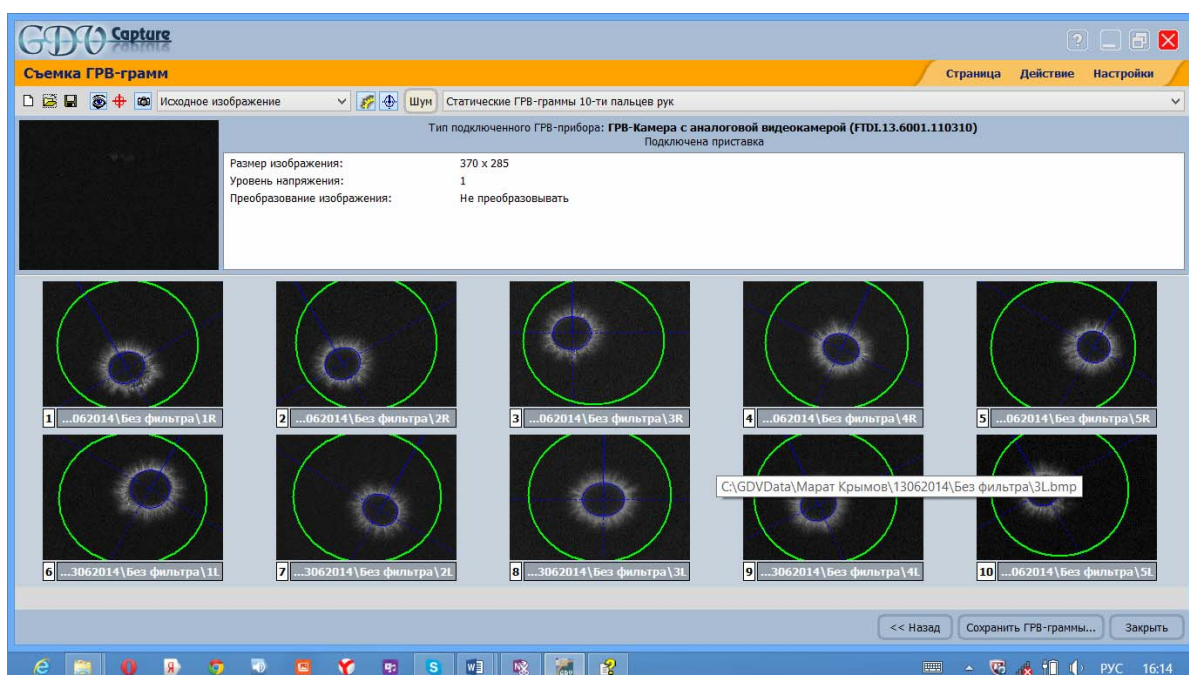 GDV Capture
Съемка ГРВ-грамм
Страница Действие Настройки
Исходное изображение Шум Статические ГРВ-граммы 10-ти пальцев рук
Тип подключенного ГРВ-прибора: ГРВ-Камера с аналоговой видеокамерой (FTDI.13.6001.110310)
Подключена приставка
Размер изображения: 370 x 285
Уровень напряжения: 1
Преобразование изображения: Не преобразовывать
1 ...062014\Без фильтра\1R 2 ...062014\Без фильтра\2R 3 ...062014\Без фильтра\3R 4 ...062014\Без фильтра\4R 5 ...062014\Без фильтра\5R
C:\GDVData\Марат Крымов\13062014\Без фильтра\3L.bmp
6 ...3062014\Без фильтра\1L 7 ...3062014\Без фильтра\2L 8 ...3062014\Без фильтра\3L 9 ...3062014\Без фильтра\4L 10 ...062014\Без фильтра\5L
<< Назад Сохранить ГРВ-граммы... Закрыть
РУС 16:14